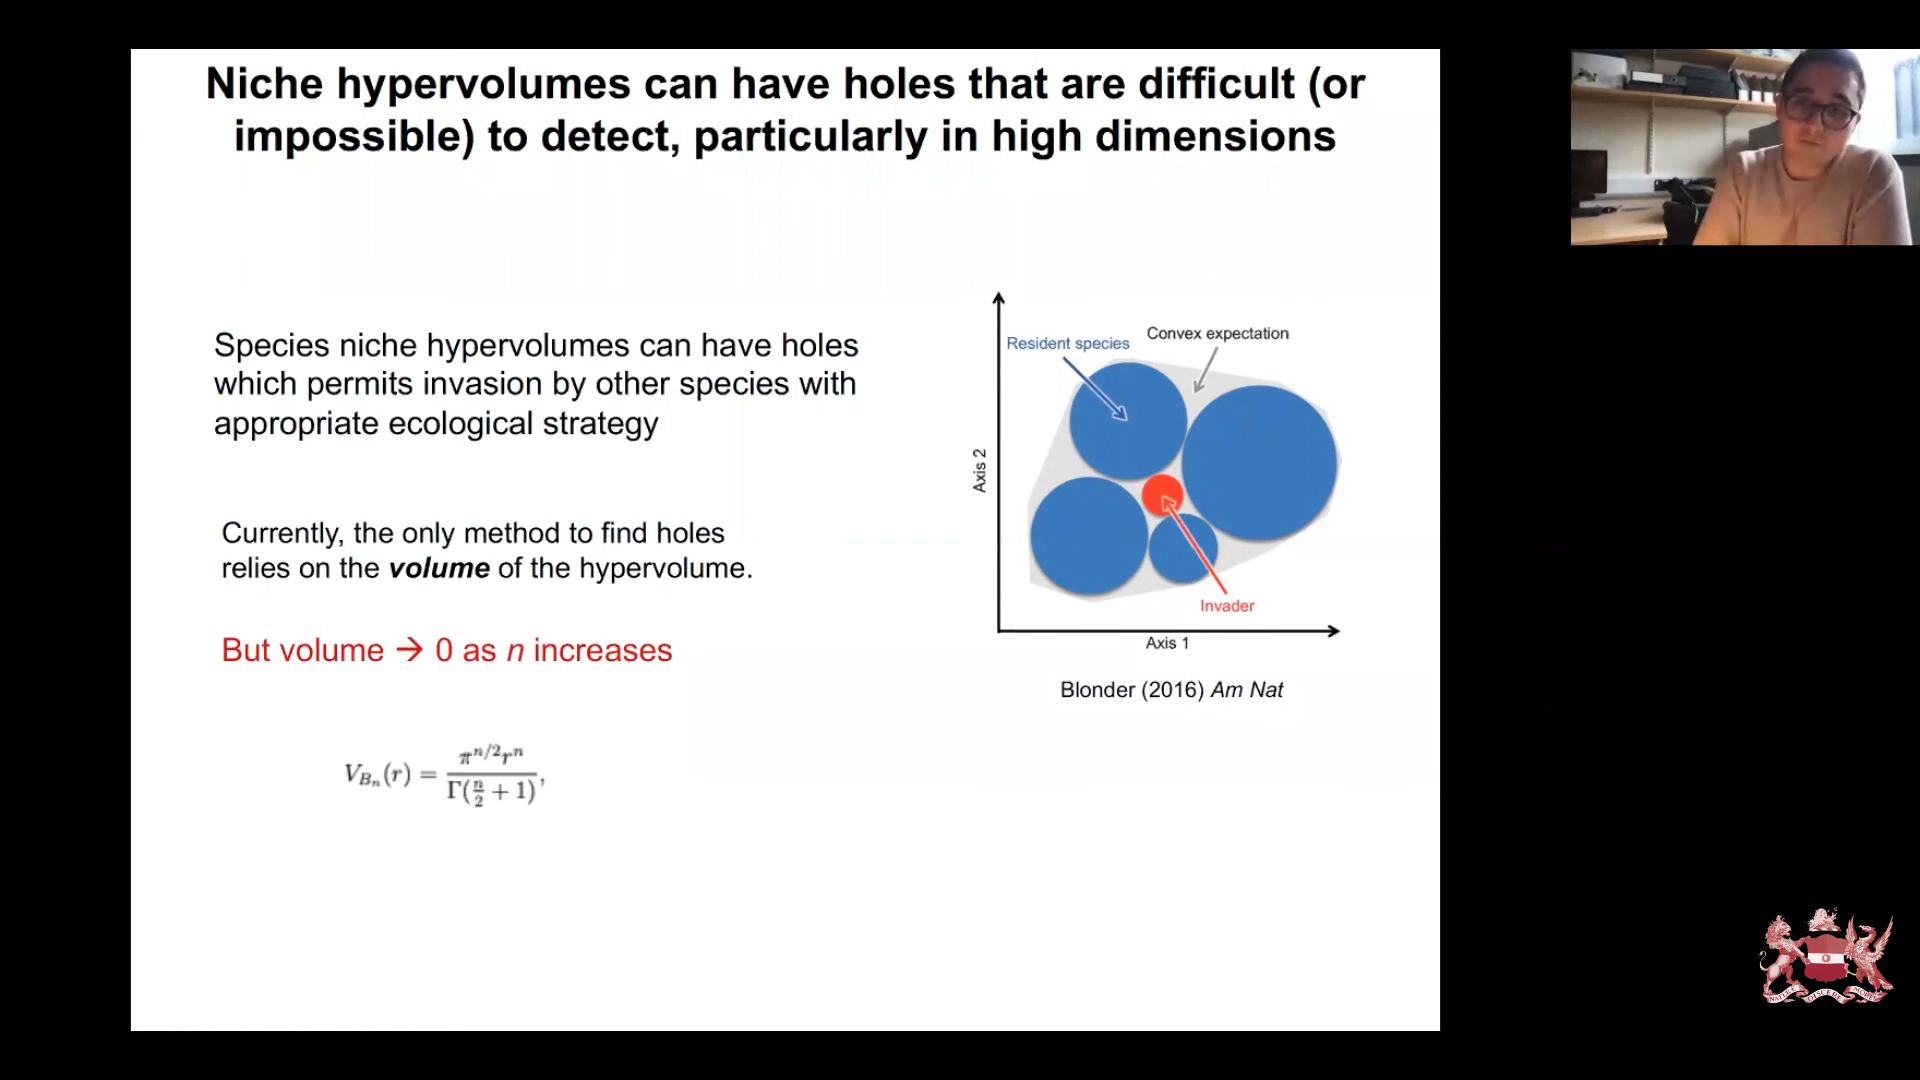 Niche hypervolumes can have holes that are difficult (or
impossible) to detect, particularly in high dimensions
Species niche hypervolumes can have holes
which permits invasion by other species with
appropriate ecological strategy
Currently, the only method to find holes
relies on the volume of the hypervolume.
But volume → 0 as n increases
V_{B_n}(r) = \frac{π^{n/2} r^n}{Γ(\frac{n}{2} + 1)},
Convex expectation
Resident species
Axis 2
Invader
Axis 1
Blonder (2016) Am Nat